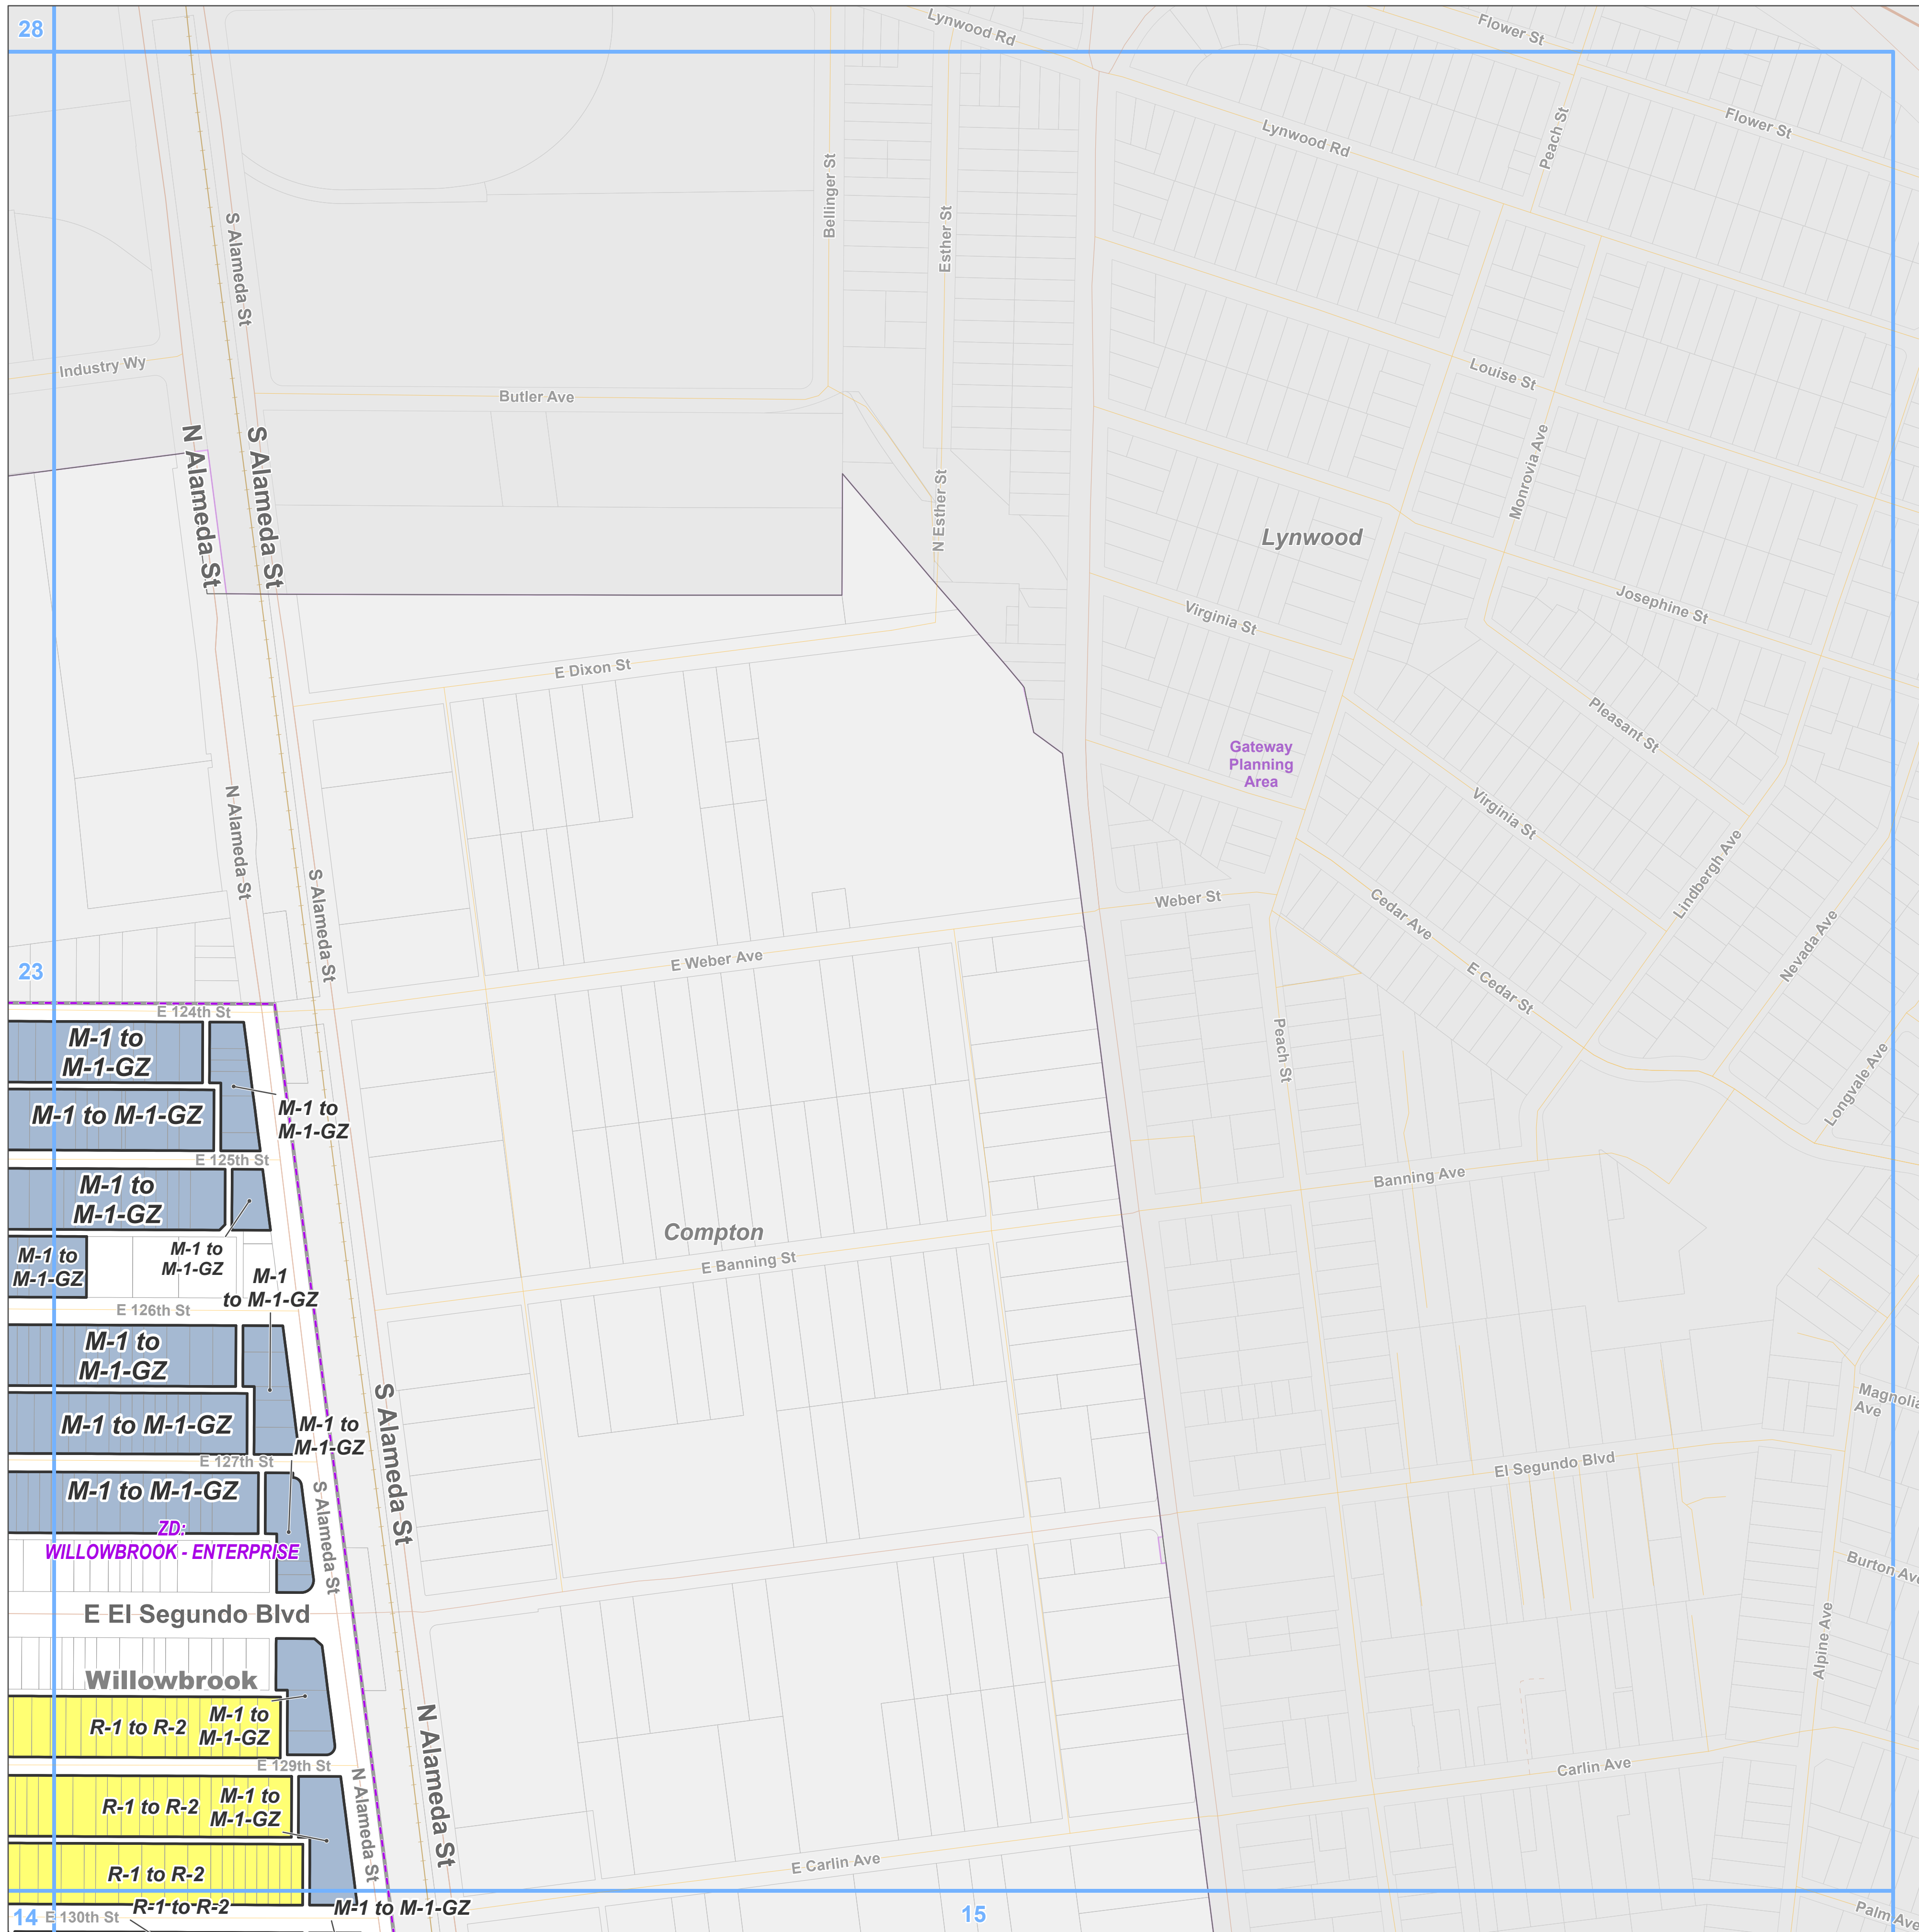 28
Lynwood Rd
Flower St
Flower St
Lynwood Rd
Peach St
Bellinger St
Esther St
S Alameda St
Industry Wy
Butler Ave
Louise St
N Alameda St
S Alameda St
Monrovia Ave
N Esther St
Lynwood
Josephine St
Virginia St
E Dixon St
Pleasant St
Gateway
Planning
Area
N Alameda St
Virginia St
Lindbergh Ave
S Alameda St
Weber St
Cedar Ave
Nevada Ave
E Weber Ave
23
E Cedar St
E 124th St
M-1 to
M-1-GZ
Peach St
Longvale Ave
M-1 to M-1-GZ
M-1 to
M-1-GZ
E 125th St
Banning Ave
M-1 to
M-1-GZ
Compton
M-1 to
M-1-GZ
M-1 to
M-1-GZ
E Banning St
M-1
to M-1-GZ
E 126th St
M-1 to
M-1-GZ
Magnolia
Ave
M-1 to M-1-GZ
M-1 to
M-1-GZ
S Alameda St
E 127th St
El Segundo Blvd
M-1 to M-1-GZ
S Alameda St
ZD:
WILLOWBROOK - ENTERPRISE
Burton Ave
E El Segundo Blvd
Alpine Ave
Willowbrook
R-1 to R-2
M-1 to
M-1-GZ
N Alameda St
E 129th St
Carlin Ave
N Alameda St
R-1 to R-2
M-1 to
M-1-GZ
E Carlin Ave
R-1 to R-2
R-1 to R-2
M-1 to M-1-GZ
14
E 130th St
15
Palm Ave